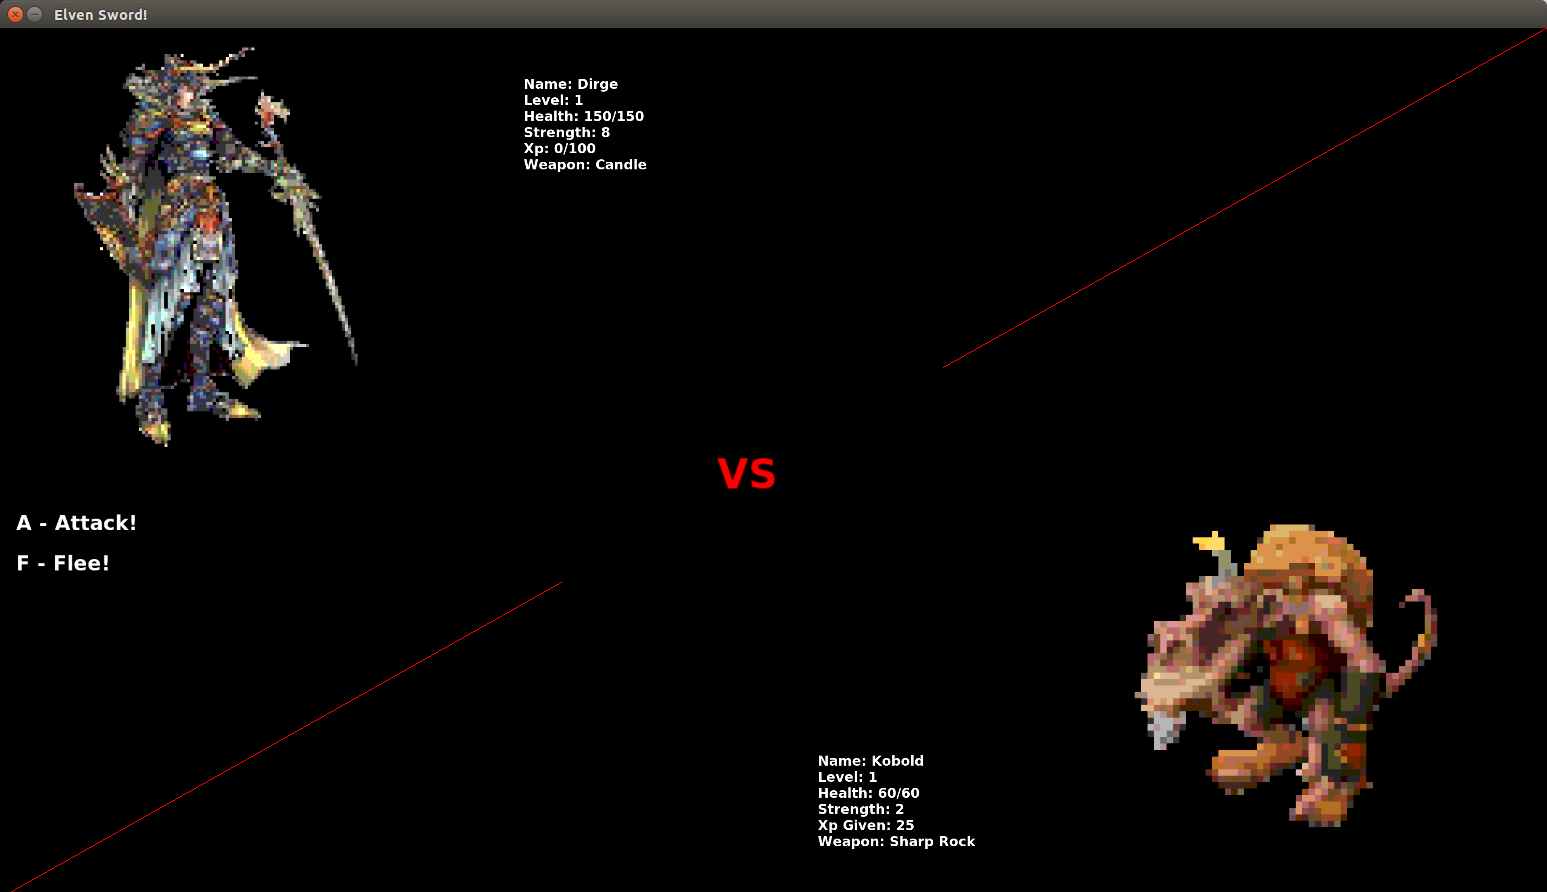 Elven Sword!
Name: Dirge
Level: 1
Health: 150/150
Strength: 8
Xp: 0/100
Weapon: Candle
VS
A - Attack!
F - Flee!
Name: Kobold
Level: 1
Health: 60/60
Strength: 2
Xp Given: 25
Weapon: Sharp Rock